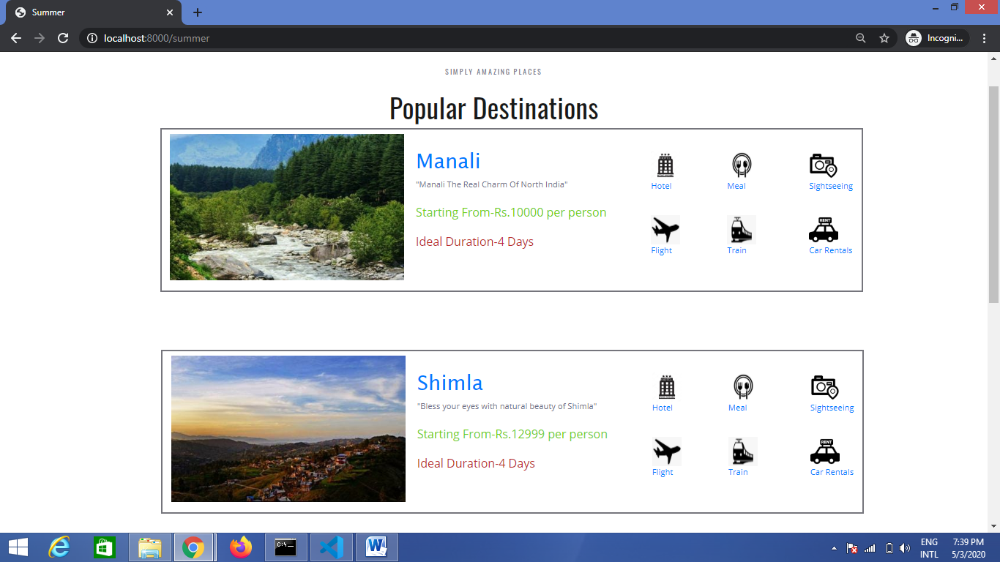 Summer
localhost:8000/summer
Incogni...
SIMPLY AMAZING PLACES
Popular Destinations
Manali
"Manali The Real Charm Of North India"
Starting From-Rs.10000 per person
Ideal Duration-4 Days
HOTEL
Hotel
Meal
Sightseeing
Flight
Train
RENT
Car Rentals
Shimla
"Bless your eyes with natural beauty of Shimla"
Starting From-Rs.12999 per person
Ideal Duration-4 Days
HOTEL
Hotel
Meal
Sightseeing
Flight
Train
RENT
Car Rentals
C:\_
W
ENG
INTL
7:39 PM
5/3/2020